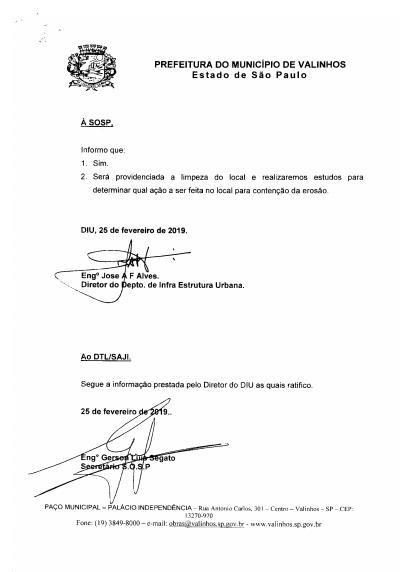 PREFEITURA DO MUNICÍPIO DE VALINHOS
Estado de São Paulo
À SOSP.
Informo que:
1. Sim.
2. Será providenciada a limpeza do local e realizaremos estudos para
determinar qual ação a ser feita no local para contenção da erosão.
DIU, 25 de fevereiro de 2019.
Engº Jose A F Alves.
Diretor do Depto. de Infra Estrutura Urbana.
Ao DTL/SAJI.
Segue a informação prestada pelo Diretor do DIU as quais ratifico.
25 de fevereiro de 2019..
Engº Gerson Luis Segato
Secretário S.O.S.P
PAÇO MUNICIPAL – PALÁCIO INDEPENDÊNCIA – Rua Antonio Carlos, 301 – Centro – Valinhos – SP – CEP:
13270-970
Fone: (19) 3849-8000 – e-mail: obras@valinhos.sp.gov.br - www.valinhos.sp.gov.br